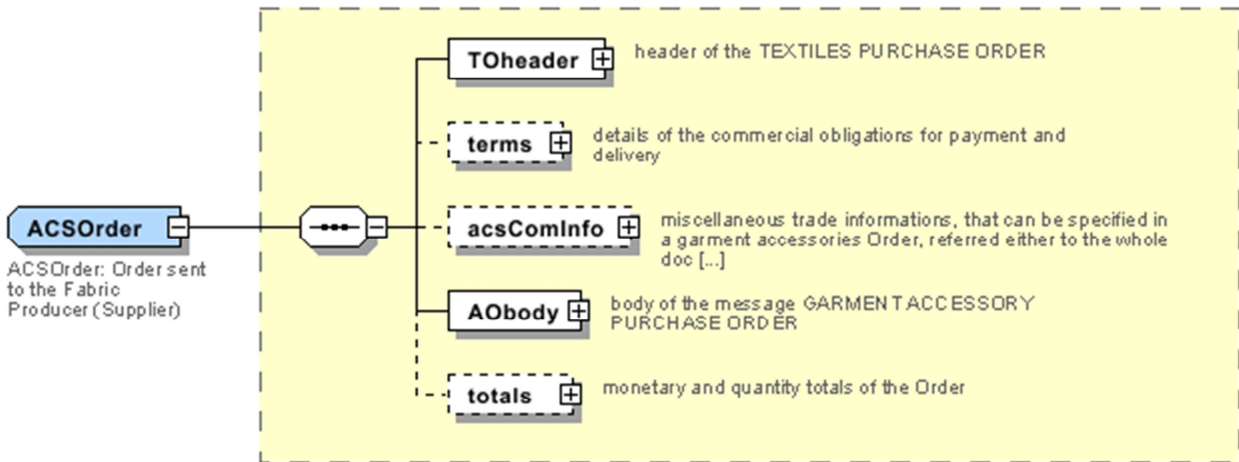 TOheader
header of the TEXTILES PURCHASE ORDER
terms
details of the commercial obligations for payment and
delivery
acsComInfo
miscellaneous trade informations, that can be specified in
a garment accessories Order, referred either to the whole
doc [...]
ACSOrder
ACSOrder: Order sent
to the Fabric
Producer (Supplier)
AObody
body of the message GARMENT ACCESSORY
PURCHASE ORDER
totals
monetary and quantity totals of the Order